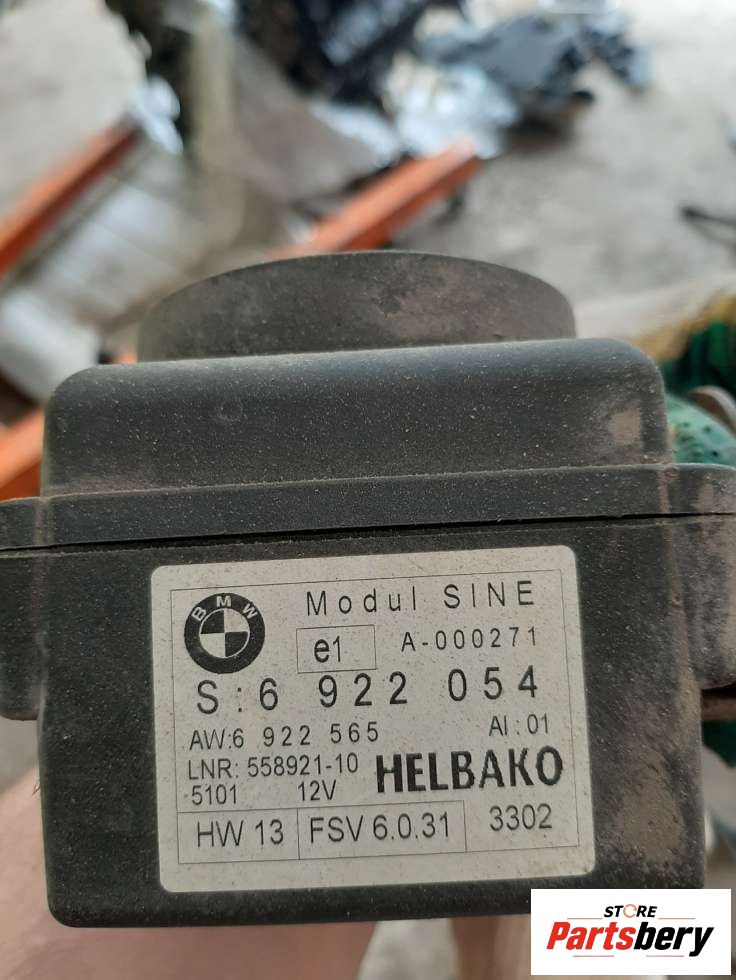 BMW
Modul SINE
e1 A-000271
S:6 922 054
AW:6 922 565 AI:01
LNR: 558921-10 HELBAKO
-5101 12V
HW 13 FSV 6.0.31 3302
STORE
Partsbery